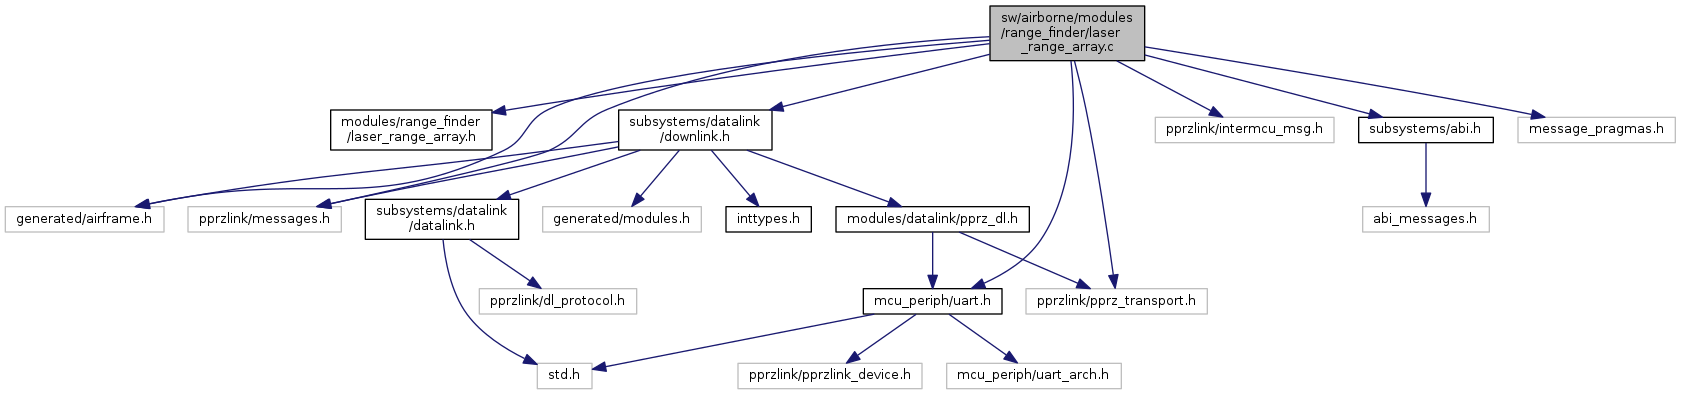 sw/airborne/modules
/range_finder/laser
_range_array.c
modules/range_finder
/laser_range_array.h
subsystems/datalink
/downlink.h
pprzlink/intermcu_msg.h
subsystems/abi.h
message_pragmas.h
generated/airframe.h
pprzlink/messages.h
subsystems/datalink
/datalink.h
generated/modules.h
inttypes.h
modules/datalink/pprz_dl.h
abi_messages.h
pprzlink/dl_protocol.h
mcu_periph/uart.h
pprzlink/pprz_transport.h
std.h
pprzlink/pprzlink_device.h
mcu_periph/uart_arch.h